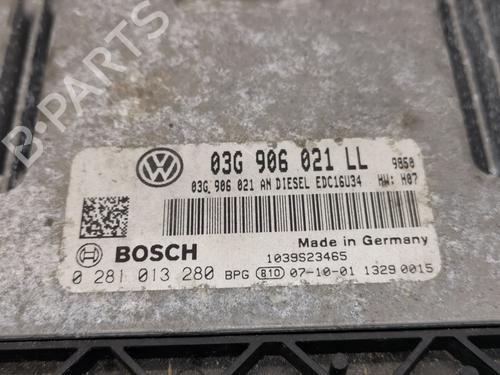 B-PARTS
03G 906 021 LL 9860
03G 906 021 AN DIESEL EDC16U34 HW: H07
BOSCH
Made in Germany
1039S23465
0 281 013 280 BPG 810 07-10-01 1329 0015